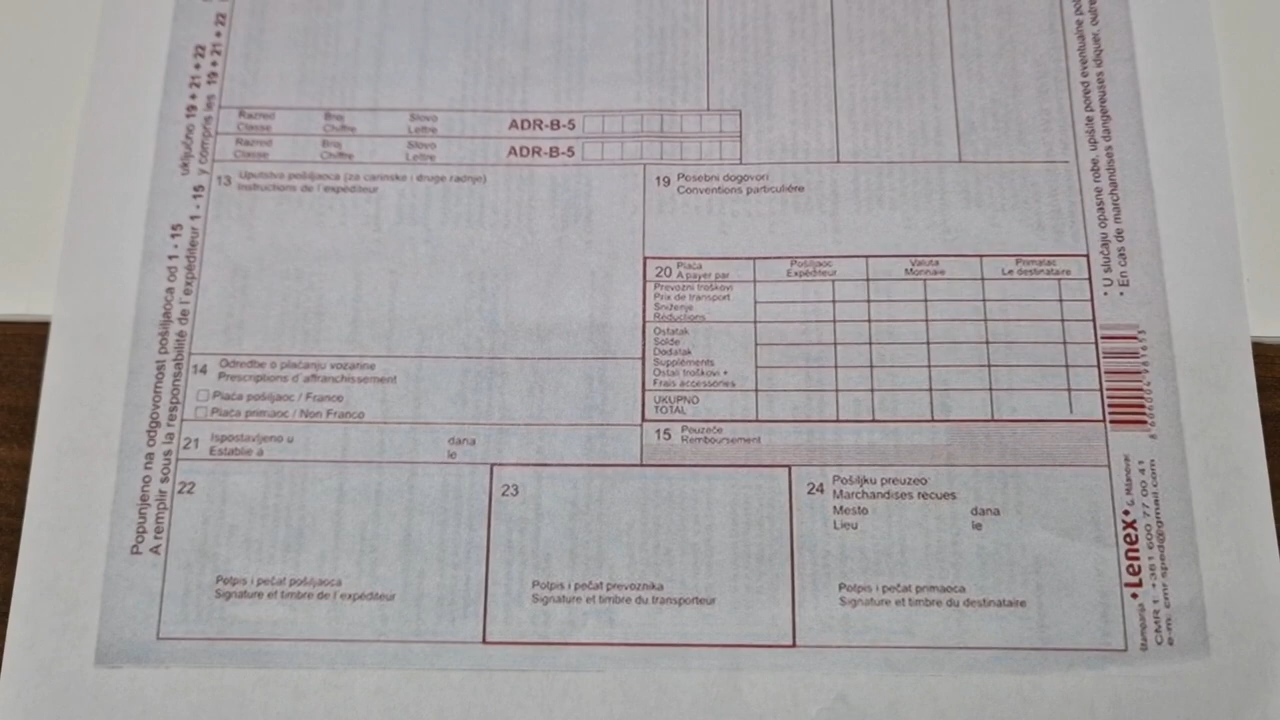 Razred Broj Slovo ADR-B-5
Classe Chiffre Lettre
Razred Broj Slovo ADR-B-5
Classe Chiffre Lettre
13 Uputstva pošiljaoca (za carinske i druge radnje)
Instructions de l'expéditeur
19 Posebni dogovori
Conventions particuliére
20 Plaća
A payer par
Pošiljaoc
Expéditeur
Valuta
Monnaie
Primalac
Le destinataire
Prevozni troškovi
Prix de transport
Sniženje
Réductions
Ostatak
Solde
Dodatak
Suppléments
Ostali troškovi +
Frais accessories
UKUPNO
TOTAL
14 Odredbe o plaćanju vozarine
Prescriptions d'affranchissement
Plaća pošiljaoc / Franco
Plaća primaoc / Non Franco
15 Pouzeće
Remboursement
21 Ispostavljeno u dana
Etablie à le
22
Potpis i pečat pošiljaoca
Signature et timbre de l'expéditeur
23
Potpis i pečat prevoznika
Signature et timbre du transporteur
24 Pošiljku preuzeo
Marchandises recues
Mesto dana
Lieu le
Potpis i pečat primaoca
Signature et timbre du destinataire
Popunjeno na odgovornost pošiljaoca od 1 - 15 uključno 19 + 21 + 22
A remplir sous la responsabilité de l'expéditeur 1 - 15 y compris les 19 + 21 + 22
• U slučaju opasne robe, upišite pored eventualne
• En cas de marchandises dangereuses idiquer, outre
Štamparija •Lenex• G. Milanovac
CMR 1. +381 600 77 00 41
e-m: cmr.sped@gmail.com